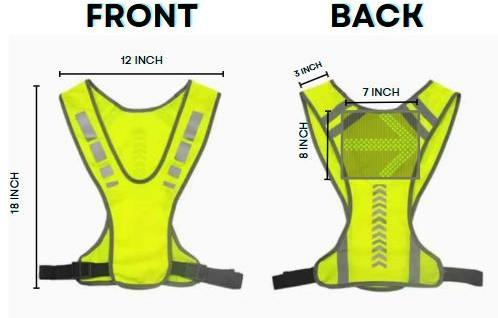 FRONT
BACK
12 INCH
18 INCH
3 INCH
7 INCH
8 INCH